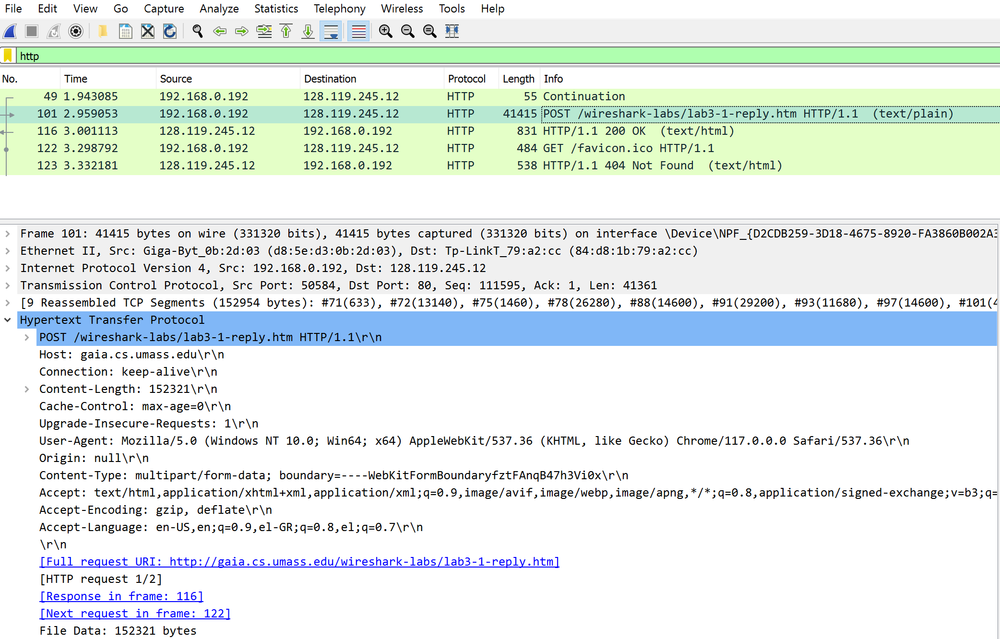 File Edit View Go Capture Analyze Statistics Telephony Wireless Tools Help
http
No. Time Source Destination Protocol Length Info
49 1.943085 192.168.0.192 128.119.245.12 HTTP 55 Continuation
101 2.959053 192.168.0.192 128.119.245.12 HTTP 41415 POST /wireshark-labs/lab3-1-reply.htm HTTP/1.1 (text/plain)
116 3.001113 128.119.245.12 192.168.0.192 HTTP 831 HTTP/1.1 200 OK (text/html)
122 3.298792 192.168.0.192 128.119.245.12 HTTP 484 GET /favicon.ico HTTP/1.1
123 3.332181 128.119.245.12 192.168.0.192 HTTP 538 HTTP/1.1 404 Not Found (text/html)
Frame 101: 41415 bytes on wire (331320 bits), 41415 bytes captured (331320 bits) on interface \Device\NPF_{D2CDB259-3D18-4675-8920-FA3860B002A3
Ethernet II, Src: Giga-Byt_0b:2d:03 (d8:5e:d3:0b:2d:03), Dst: Tp-LinkT_79:a2:cc (84:d8:1b:79:a2:cc)
Internet Protocol Version 4, Src: 192.168.0.192, Dst: 128.119.245.12
Transmission Control Protocol, Src Port: 50584, Dst Port: 80, Seq: 111595, Ack: 1, Len: 41361
[9 Reassembled TCP Segments (152954 bytes): #71(633), #72(13140), #75(1460), #78(26280), #88(14600), #91(29200), #93(11680), #97(14600), #101(4
Hypertext Transfer Protocol
POST /wireshark-labs/lab3-1-reply.htm HTTP/1.1\r\n
Host: gaia.cs.umass.edu\r\n
Connection: keep-alive\r\n
Content-Length: 152321\r\n
Cache-Control: max-age=0\r\n
Upgrade-Insecure-Requests: 1\r\n
User-Agent: Mozilla/5.0 (Windows NT 10.0; Win64; x64) AppleWebKit/537.36 (KHTML, like Gecko) Chrome/117.0.0.0 Safari/537.36\r\n
Origin: null\r\n
Content-Type: multipart/form-data; boundary=----WebKitFormBoundaryfztFAnqB47h3Vi0x\r\n
Accept: text/html,application/xhtml+xml,application/xml;q=0.9,image/avif,image/webp,image/apng,*/*;q=0.8,application/signed-exchange;v=b3;q=
Accept-Encoding: gzip, deflate\r\n
Accept-Language: en-US,en;q=0.9,el-GR;q=0.8,el;q=0.7\r\n
\r\n
[Full request URI: http://gaia.cs.umass.edu/wireshark-labs/lab3-1-reply.htm]
[HTTP request 1/2]
[Response in frame: 116]
[Next request in frame: 122]
File Data: 152321 bytes